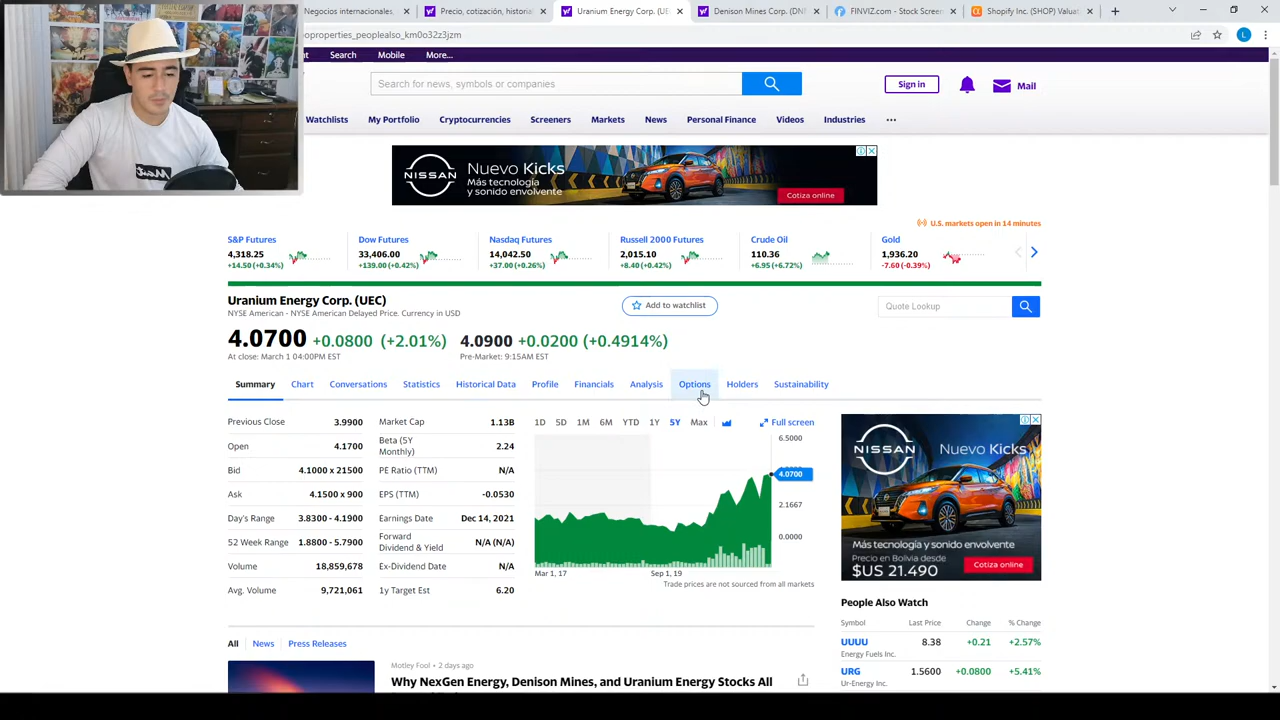 Negocios internacionales.
Precio, cotización, historial
Uranium Energy Corp. (UE
Denison Mines Corp. (DN
FINVIZ.com - Stock Screen
Shopify Inc. (SHOP) Valuat
oproperties_peoplealso_km0o32z3jzm
L
Search
Mobile
More...
Search for news, symbols or companies
Sign in
Mail
Watchlists
My Portfolio
Cryptocurrencies
Screeners
Markets
News
Personal Finance
Videos
Industries
...
NISSAN
Nuevo Kicks
Más tecnología
y sonido envolvente
Cotiza online
U.S. markets open in 14 minutes
S&P Futures
4,318.25
+14.50 (+0.34%)
Dow Futures
33,406.00
+139.00 (+0.42%)
Nasdaq Futures
14,042.50
+37.00 (+0.26%)
Russell 2000 Futures
2,015.10
+8.40 (+0.42%)
Crude Oil
110.36
+6.95 (+6.72%)
Gold
1,936.20
-7.60 (-0.39%)
Uranium Energy Corp. (UEC)
NYSE American - NYSE American Delayed Price. Currency in USD
Add to watchlist
Quote Lookup
4.0700 +0.0800 (+2.01%)
At close: March 1 04:00PM EST
4.0900 +0.0200 (+0.4914%)
Pre-Market: 9:15AM EST
Summary
Chart
Conversations
Statistics
Historical Data
Profile
Financials
Analysis
Options
Holders
Sustainability
Previous Close 3.9900
Open 4.1700
Bid 4.1000 x 21500
Ask 4.1500 x 900
Day's Range 3.8300 - 4.1900
52 Week Range 1.8800 - 5.7900
Volume 18,859,678
Avg. Volume 9,721,061
Market Cap 1.13B
Beta (5Y
Monthly) 2.24
PE Ratio (TTM) N/A
EPS (TTM) -0.0530
Earnings Date Dec 14, 2021
Forward
Dividend & Yield N/A (N/A)
Ex-Dividend Date N/A
1y Target Est 6.20
1D 5D 1M 6M YTD 1Y 5Y Max
Full screen
6.5000
4.0700
2.1667
0.0000
Mar 1, 17
Sep 1, 19
Trade prices are not sourced from all markets
NISSAN
Nuevo Kicks
Más tecnología y sonido envolvente
Precio en Bolivia desde
$US 21.490
Cotiza online
People Also Watch
Symbol Last Price Change % Change
UUUU 8.38 +0.21 +2.57%
Energy Fuels Inc.
URG 1.5600 +0.0800 +5.41%
Ur-Energy Inc.
All
News
Press Releases
Motley Fool • 2 days ago
Why NexGen Energy, Denison Mines, and Uranium Energy Stocks All